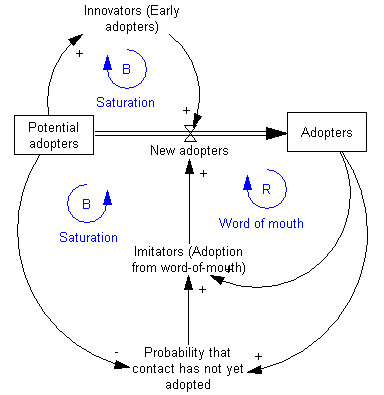 Innovators (Early
adopters)
+
B
+
Saturation
Potential
adopters
Adopters
New adopters
+
B
R
Saturation
Word of mouth
Imitators (Adoption
from word-of-mouth)
+
+
-
Probability that
+
contact has not yet
adopted